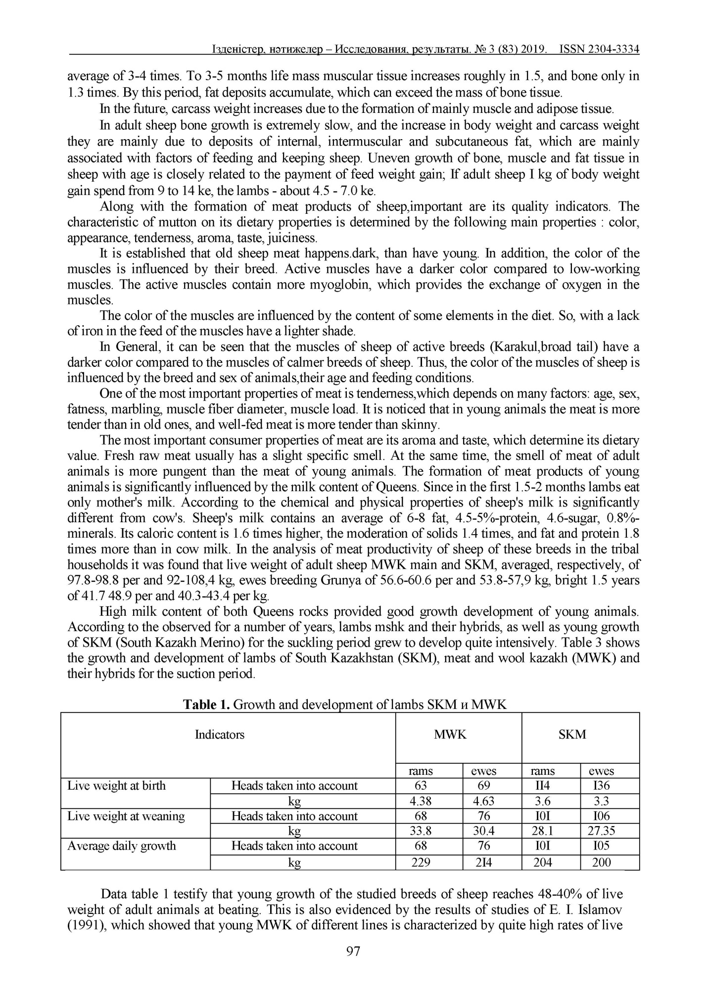 Ізденістер, нәтижелер – Исследования, результаты. № 3 (83) 2019. ISSN 2304-3334
average of 3-4 times. To 3-5 months life mass muscular tissue increases roughly in 1.5, and bone only in
1.3 times. By this period, fat deposits accumulate, which can exceed the mass of bone tissue.
In the future, carcass weight increases due to the formation of mainly muscle and adipose tissue.
In adult sheep bone growth is extremely slow, and the increase in body weight and carcass weight
they are mainly due to deposits of internal, intermuscular and subcutaneous fat, which are mainly
associated with factors of feeding and keeping sheep. Uneven growth of bone, muscle and fat tissue in
sheep with age is closely related to the payment of feed weight gain; If adult sheep I kg of body weight
gain spend from 9 to 14 ke, the lambs - about 4.5 - 7.0 ke.
Along with the formation of meat products of sheep,important are its quality indicators. The
characteristic of mutton on its dietary properties is determined by the following main properties : color,
appearance, tenderness, aroma, taste, juiciness.
It is established that old sheep meat happens.dark, than have young. In addition, the color of the
muscles is influenced by their breed. Active muscles have a darker color compared to low-working
muscles. The active muscles contain more myoglobin, which provides the exchange of oxygen in the
muscles.
The color of the muscles are influenced by the content of some elements in the diet. So, with a lack
of iron in the feed of the muscles have a lighter shade.
In General, it can be seen that the muscles of sheep of active breeds (Karakul,broad tail) have a
darker color compared to the muscles of calmer breeds of sheep. Thus, the color of the muscles of sheep is
influenced by the breed and sex of animals,their age and feeding conditions.
One of the most important properties of meat is tenderness,which depends on many factors: age, sex,
fatness, marbling, muscle fiber diameter, muscle load. It is noticed that in young animals the meat is more
tender than in old ones, and well-fed meat is more tender than skinny.
The most important consumer properties of meat are its aroma and taste, which determine its dietary
value. Fresh raw meat usually has a slight specific smell. At the same time, the smell of meat of adult
animals is more pungent than the meat of young animals. The formation of meat products of young
animals is significantly influenced by the milk content of Queens. Since in the first 1.5-2 months lambs eat
only mother's milk. According to the chemical and physical properties of sheep's milk is significantly
different from cow's. Sheep's milk contains an average of 6-8 fat, 4.5-5%-protein, 4.6-sugar, 0.8%-
minerals. Its caloric content is 1.6 times higher, the moderation of solids 1.4 times, and fat and protein 1.8
times more than in cow milk. In the analysis of meat productivity of sheep of these breeds in the tribal
households it was found that live weight of adult sheep MWK main and SKM, averaged, respectively, of
97.8-98.8 per and 92-108,4 kg, ewes breeding Grunya of 56.6-60.6 per and 53.8-57,9 kg, bright 1.5 years
of 41.7 48.9 per and 40.3-43.4 per kg.
High milk content of both Queens rocks provided good growth development of young animals.
According to the observed for a number of years, lambs mshk and their hybrids, as well as young growth
of SKM (South Kazakh Merino) for the suckling period grew to develop quite intensively. Table 3 shows
the growth and development of lambs of South Kazakhstan (SKM), meat and wool kazakh (MWK) and
their hybrids for the suction period.
Table 1. Growth and development of lambs SKM и MWK
Indicators MWK SKM
rams ewes rams ewes
Live weight at birth Heads taken into account 63 69 II4 I36
kg 4.38 4.63 3.6 3.3
Live weight at weaning Heads taken into account 68 76 I0I I06
kg 33.8 30.4 28.1 27.35
Average daily growth Heads taken into account 68 76 I0I I05
kg 229 2I4 204 200
Data table 1 testify that young growth of the studied breeds of sheep reaches 48-40% of live
weight of adult animals at beating. This is also evidenced by the results of studies of E. I. Islamov
(1991), which showed that young MWK of different lines is characterized by quite high rates of live
97